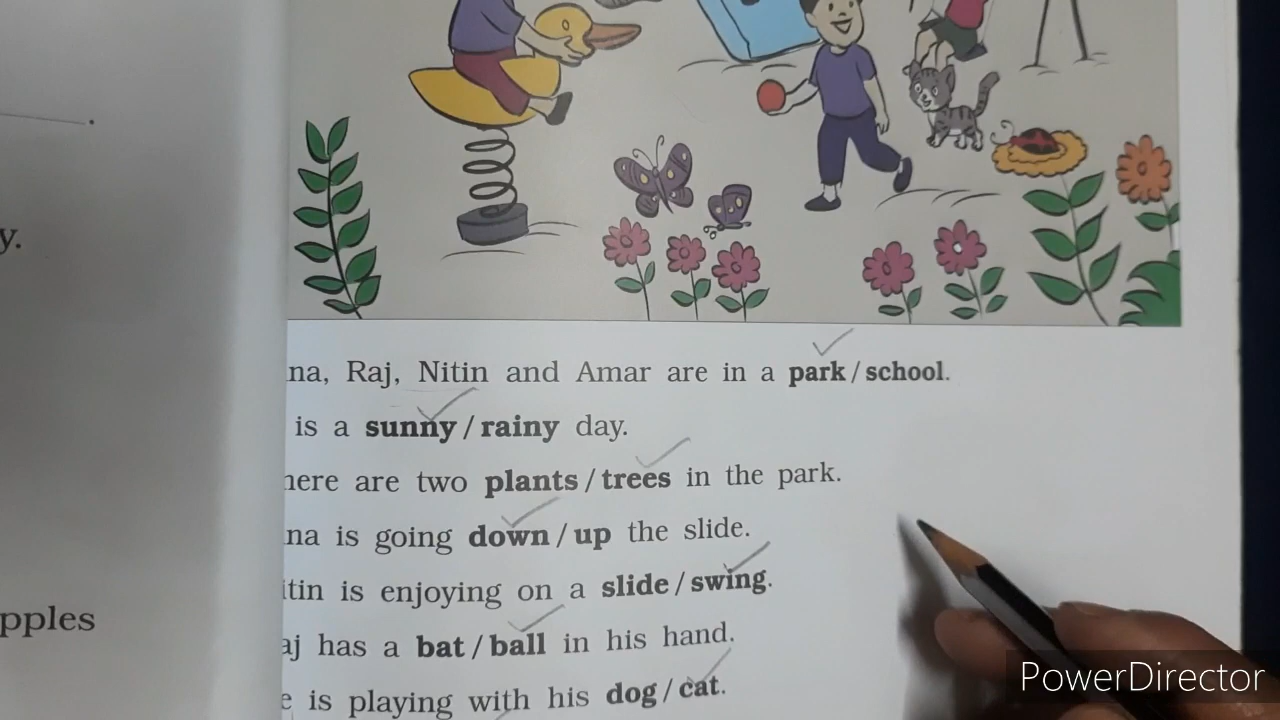 .
y.
na, Raj, Nitin and Amar are in a park / school.
is a sunny / rainy day.
here are two plants / trees in the park.
na is going down / up the slide.
itin is enjoying on a slide / swing.
aj has a bat / ball in his hand.
pples
e is playing with his dog / cat.
PowerDirector